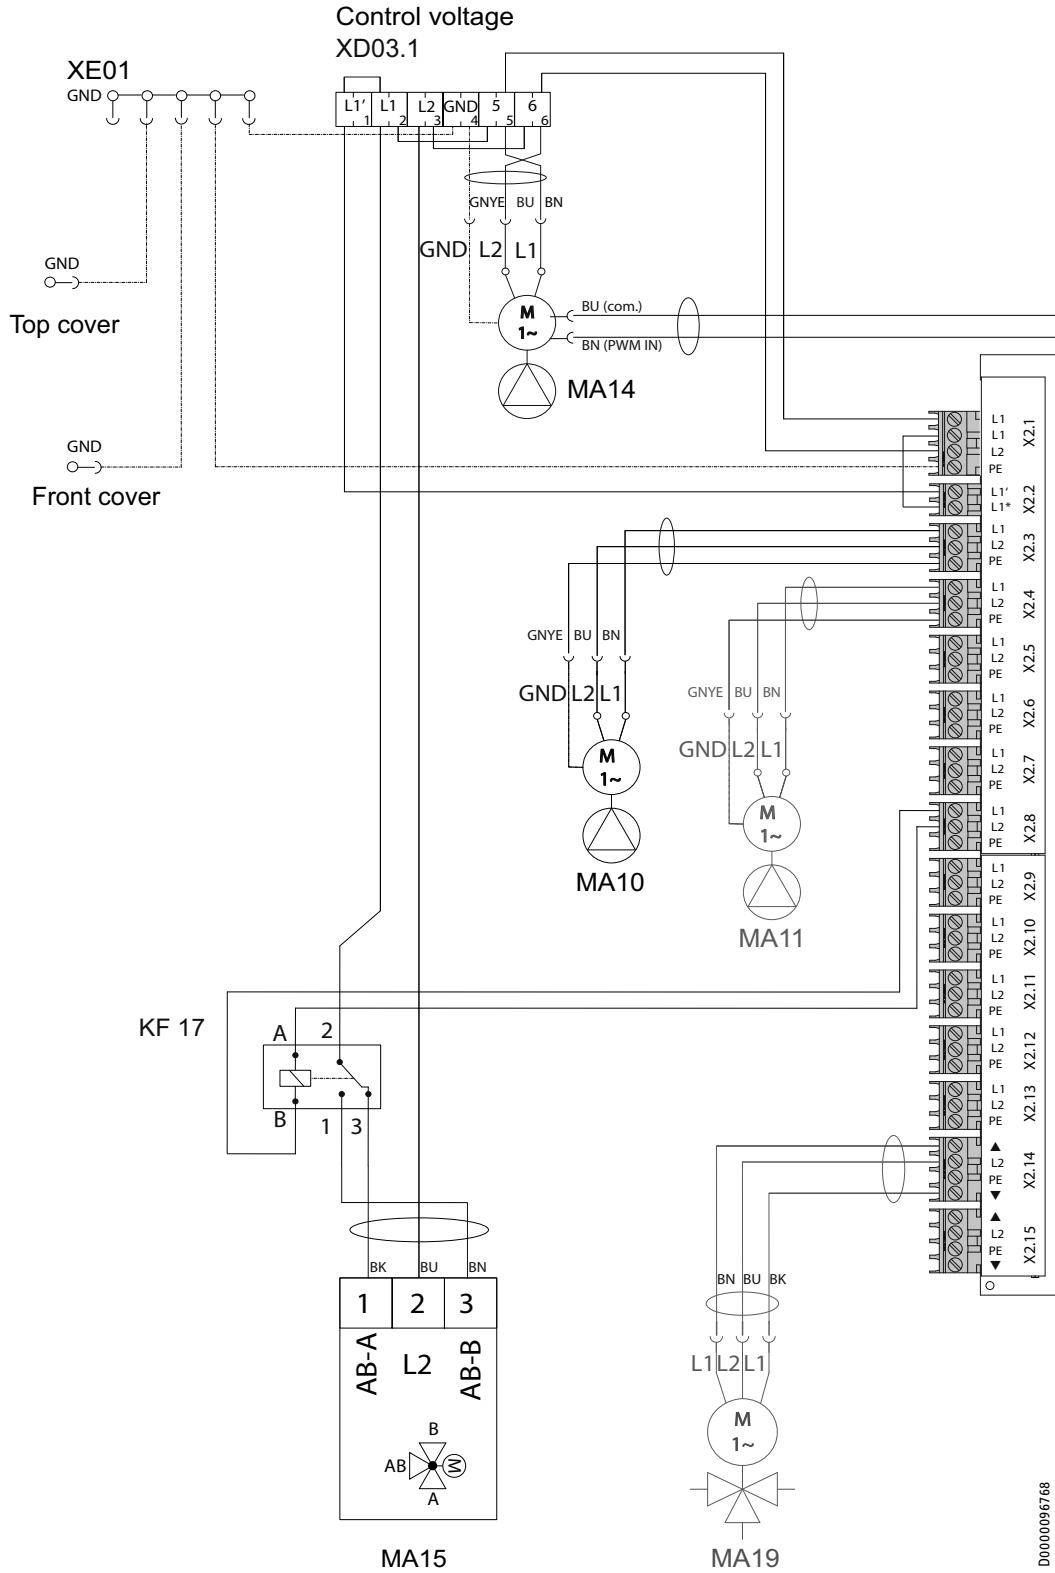 Control voltage
XD03.1
XE01
GND
L1' L1 L2 GND 5 6
1 2 3 4 5 6
GNYE BU BN
GND L2 L1
GND
Top cover
M
1~
BU (com.)
BN (PWM IN)
MA14
GND
Front cover
L1
L1
L2
PE
X2.1
L1'
L1*
X2.2
L1
L2
PE
X2.3
L1
L2
PE
X2.4
L1
L2
PE
X2.5
L1
L2
PE
X2.6
L1
L2
PE
X2.7
L1
L2
PE
X2.8
L1
L2
PE
X2.9
L1
L2
PE
X2.10
L1
L2
PE
X2.11
L1
L2
PE
X2.12
L1
L2
PE
X2.13
▲
L2
PE
▼
X2.14
▲
L2
PE
▼
X2.15
GNYE BU BN
GND L2 L1
M
1~
MA10
GNYE BU BN
GND L2 L1
M
1~
MA11
KF 17
A 2
B 1 3
BK BU BN
1 2 3
AB-A L2 AB-B
B
AB M
A
MA15
BN BU BK
L1 L2 L1
M
1~
MA19
D0000096768